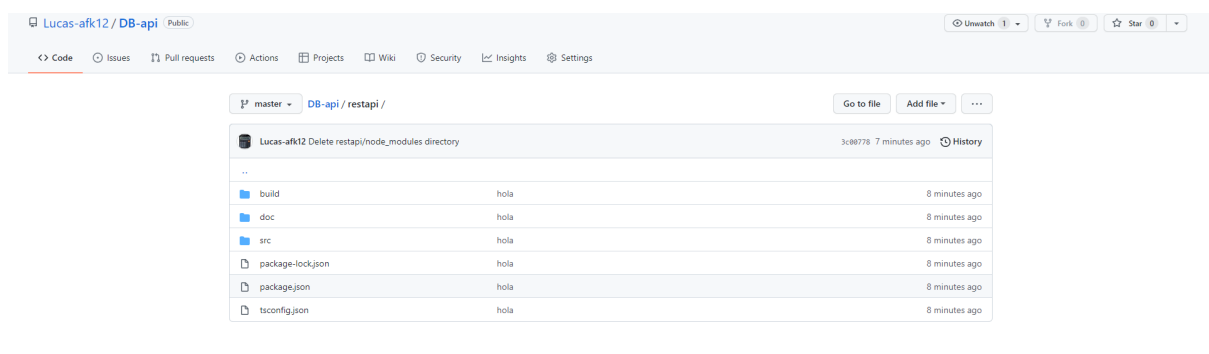 Lucas-afk12 / DB-api Public Unwatch 1 Fork 0 Star 0
Code Issues Pull requests Actions Projects Wiki Security Insights Settings
master DB-api / restapi / Go to file Add file ...
Lucas-afk12 Delete restapi/node_modules directory 3c00778 7 minutes ago History
..
build hola 8 minutes ago
doc hola 8 minutes ago
src hola 8 minutes ago
package-lock.json hola 8 minutes ago
package.json hola 8 minutes ago
tsconfig.json hola 8 minutes ago